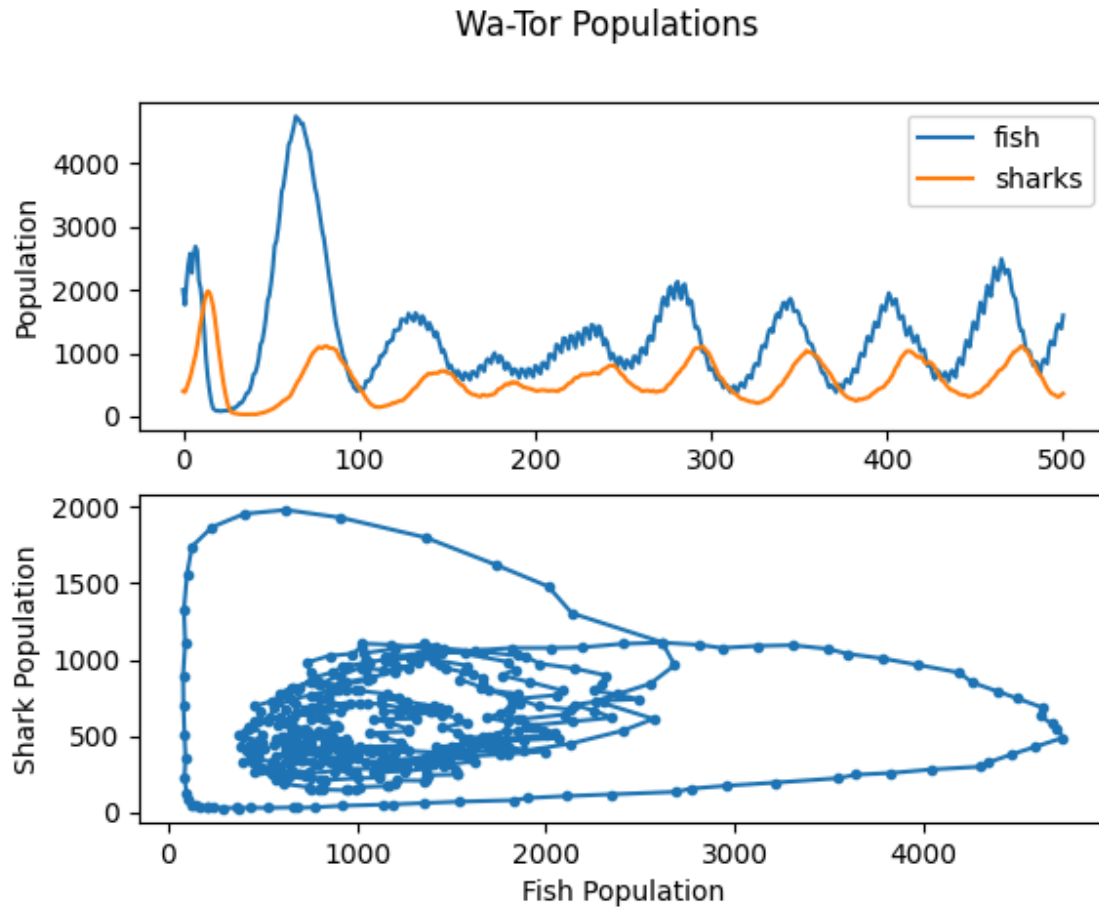 Wa-Tor Populations
fish
sharks
Population
4000
3000
2000
1000
0
0 100 200 300 400 500
Shark Population
2000
1500
1000
500
0
0 1000 2000 3000 4000
Fish Population